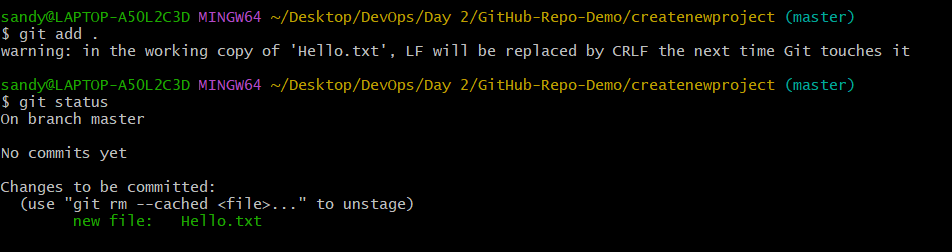 sandy@LAPTOP-A5OL2C3D MINGW64 ~/Desktop/DevOps/Day 2/GitHub-Repo-Demo/createnewproject (master)
$ git add .
warning: in the working copy of 'Hello.txt', LF will be replaced by CRLF the next time Git touches it
sandy@LAPTOP-A5OL2C3D MINGW64 ~/Desktop/DevOps/Day 2/GitHub-Repo-Demo/createnewproject (master)
$ git status
On branch master
No commits yet
Changes to be committed:
  (use "git rm --cached <file>..." to unstage)
        new file:   Hello.txt